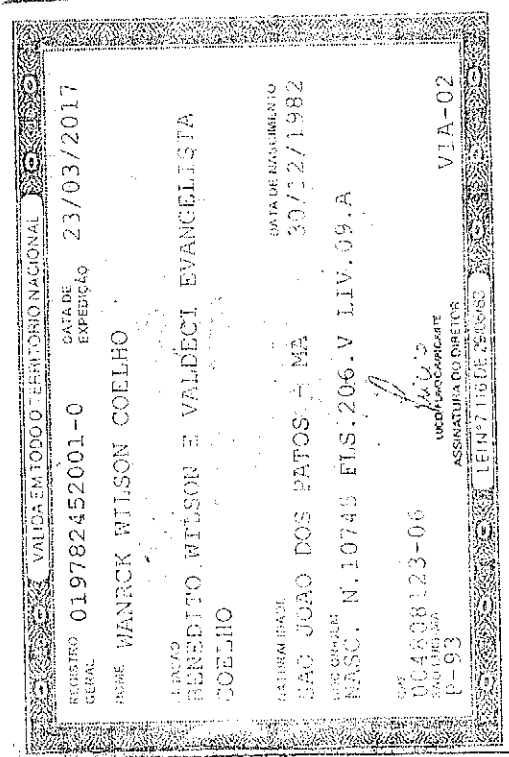 VALIDA EM TODO O TERRITÓRIO NACIONAL
REGISTRO GERAL 019782452001-0 DATA DE EXPEDIÇÃO 23/03/2017
NOME WANRCK WILSON COELHO
FILIAÇÃO
BENEDITO WILSON E VALDECI EVANGELISTA
COELHO
NATURALIDADE DATA DE NASCIMENTO
SAO JOAO DOS PATOS - MA 30/12/1982
DOC ORIGEM
NASC. N.10745 FLS.206.V LIV.09.A
CPF
P-93
VIA-02
ASSINATURA DO DIRETOR
LEI Nº 7.116 DE 29/08/83